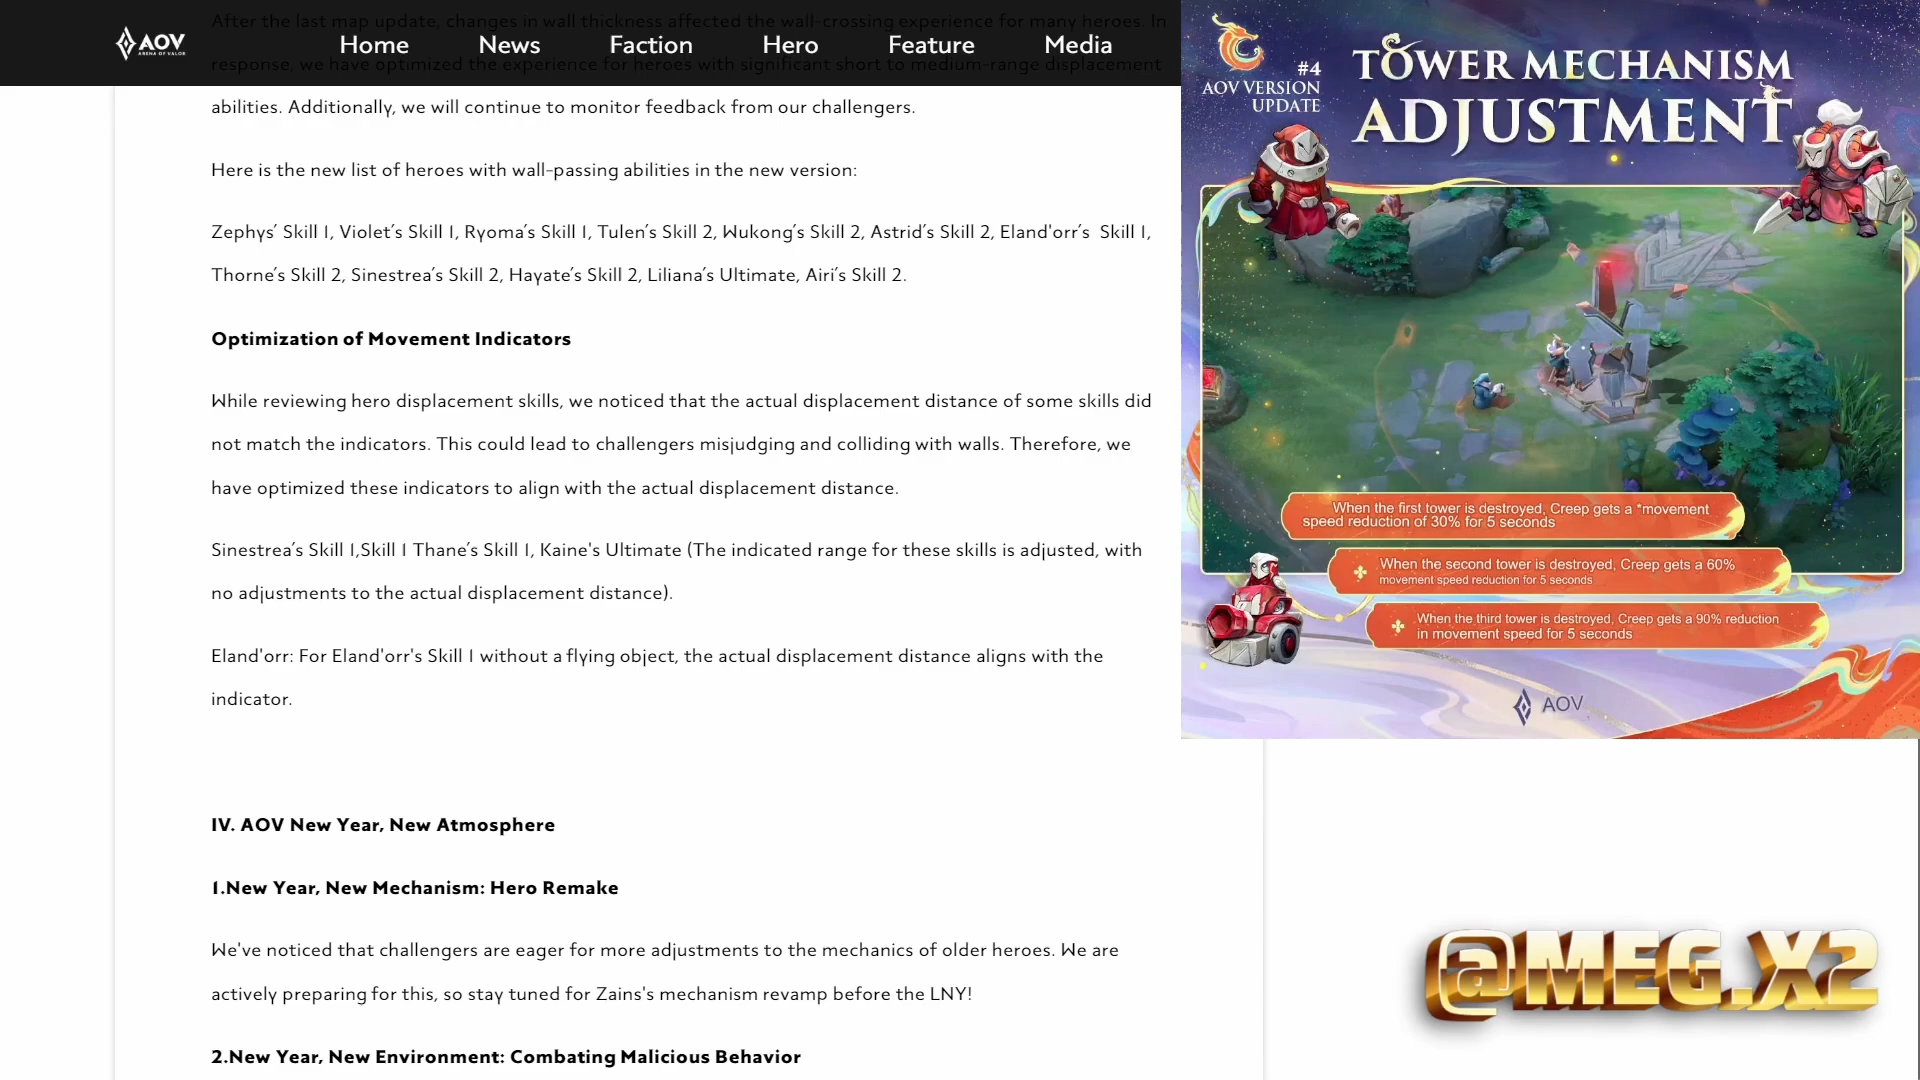 After the last map update, changes in wall thickness affected the wall-crossing experience for many heroes. In
AOV
ARENA OF VALOR
Home
News
Faction
Hero
Feature
Media
response, we have optimized the experience for heroes with significant short to medium-range displacement
abilities. Additionally, we will continue to monitor feedback from our challengers.
Here is the new list of heroes with wall-passing abilities in the new version:
Zephys’ Skill 1, Violet’s Skill 1, Ryoma’s Skill 1, Tulen’s Skill 2, Wukong’s Skill 2, Astrid’s Skill 2, Eland'orr’s  Skill 1,
Thorne’s Skill 2, Sinestrea’s Skill 2, Hayate’s Skill 2, Liliana’s Ultimate, Airi’s Skill 2.
Optimization of Movement Indicators
While reviewing hero displacement skills, we noticed that the actual displacement distance of some skills did
not match the indicators. This could lead to challengers misjudging and colliding with walls. Therefore, we
have optimized these indicators to align with the actual displacement distance.
Sinestrea’s Skill 1,Skill 1 Thane’s Skill 1, Kaine's Ultimate (The indicated range for these skills is adjusted, with
no adjustments to the actual displacement distance).
Eland'orr: For Eland'orr's Skill 1 without a flying object, the actual displacement distance aligns with the
indicator.
IV. AOV New Year, New Atmosphere
1.New Year, New Mechanism: Hero Remake
We've noticed that challengers are eager for more adjustments to the mechanics of older heroes. We are
actively preparing for this, so stay tuned for Zains's mechanism revamp before the LNY!
2.New Year, New Environment: Combating Malicious Behavior
#4
AOV VERSION
UPDATE
TOWER MECHANISM
ADJUSTMENT
When the first tower is destroyed, Creep gets a *movement
speed reduction of 30% for 5 seconds
When the second tower is destroyed, Creep gets a 60%
movement speed reduction for 5 seconds
When the third tower is destroyed, Creep gets a 90% reduction
in movement speed for 5 seconds
AOV
@MEG.X2